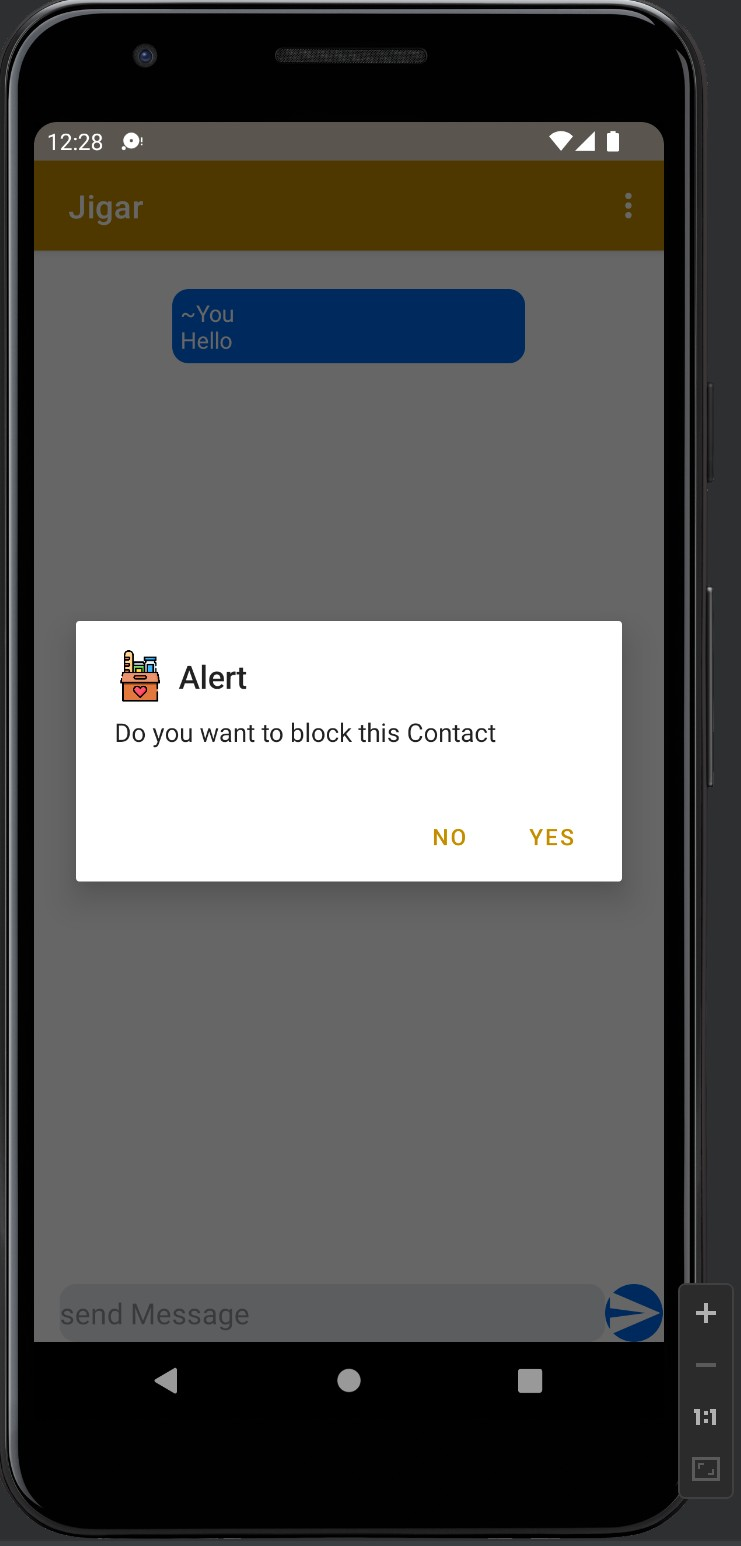 12:28
Jigar
~You
Hello
Alert
Do you want to block this Contact
NO YES
send Message
1:1